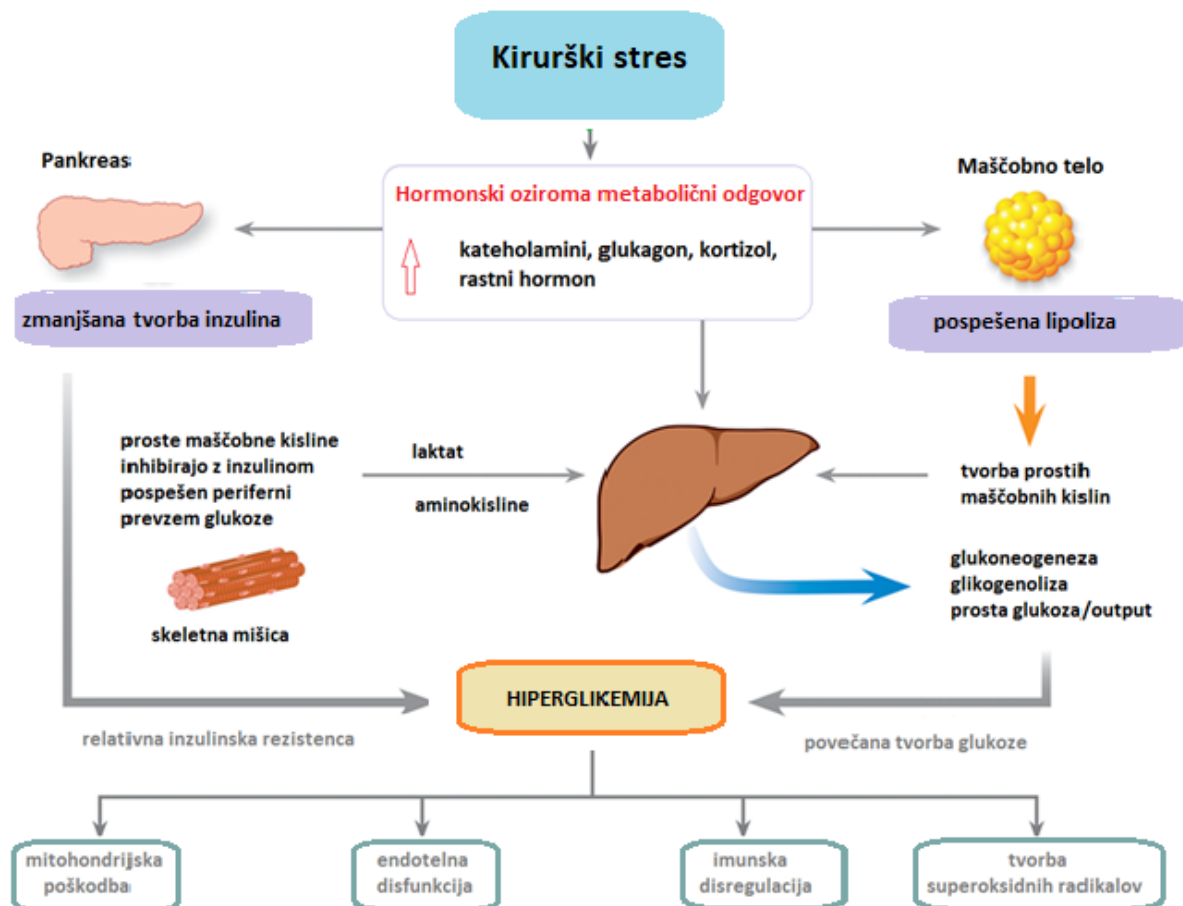 Kirurški stres
Pankreas
Hormonski oziroma metabolični odgovor
kateholamini, glukagon, kortizol,
rastni hormon
Maščobno telo
zmanjšana tvorba inzulina
pospešena lipoliza
proste maščobne kisline
inhibirajo z inzulinom
pospešen periferni
prevzem glukoze
laktat
aminokisline
tvorba prostih
maščobnih kislin
glukoneogeneza
glikogenoliza
prosta glukoza/output
skeletna mišica
HIPERGLIKEMIJA
relativna inzulinska rezistenca
povečana tvorba glukoze
mitohondrijska
poškodba
endotelna
disfunkcija
imunska
disregulacija
tvorba
superoksidnih radikalov